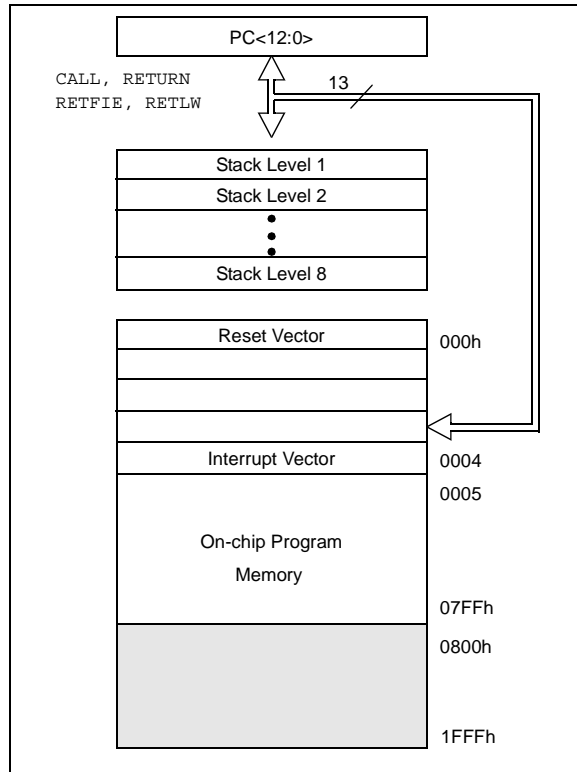 PC<12:0>
CALL, RETURN
RETFIE, RETLW
13
Stack Level 1
Stack Level 2
Stack Level 8
Reset Vector
000h
Interrupt Vector
0004
0005
On-chip Program
Memory
07FFh
0800h
1FFFh